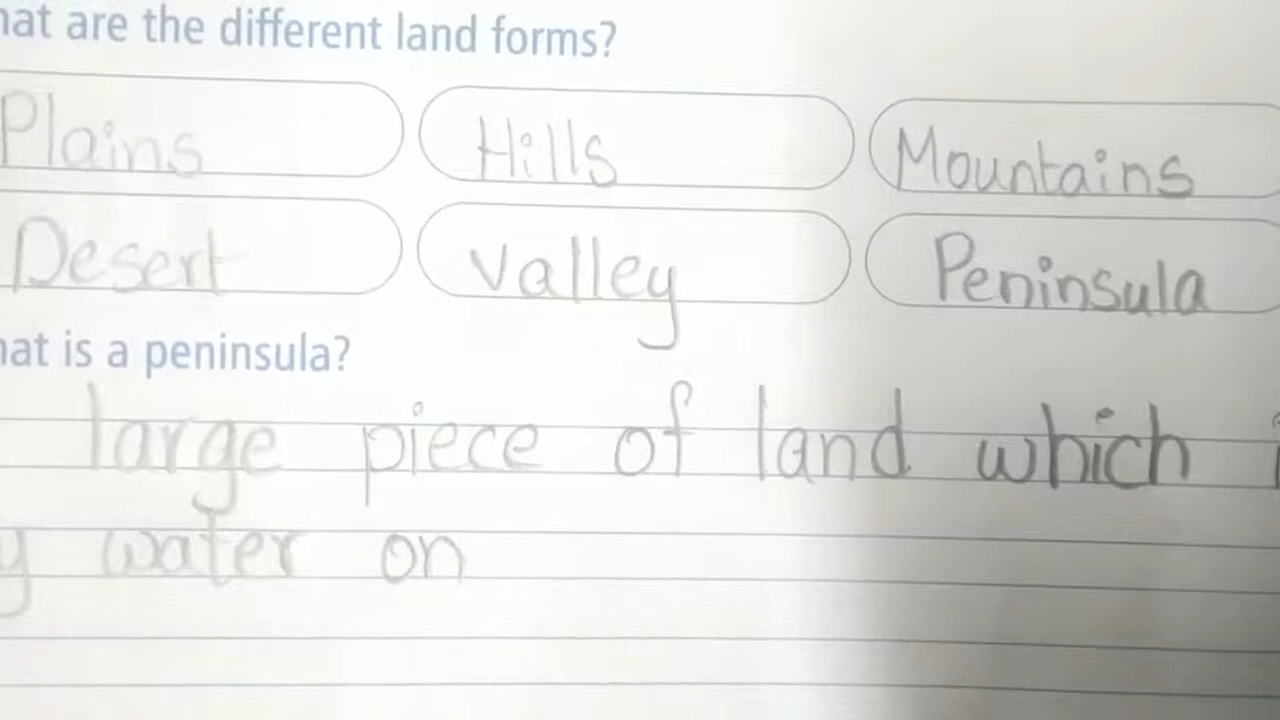 hat are the different land forms?
Plains Hills Mountains
Desert Valley Peninsula
hat is a peninsula?
large piece of land which i
y water on